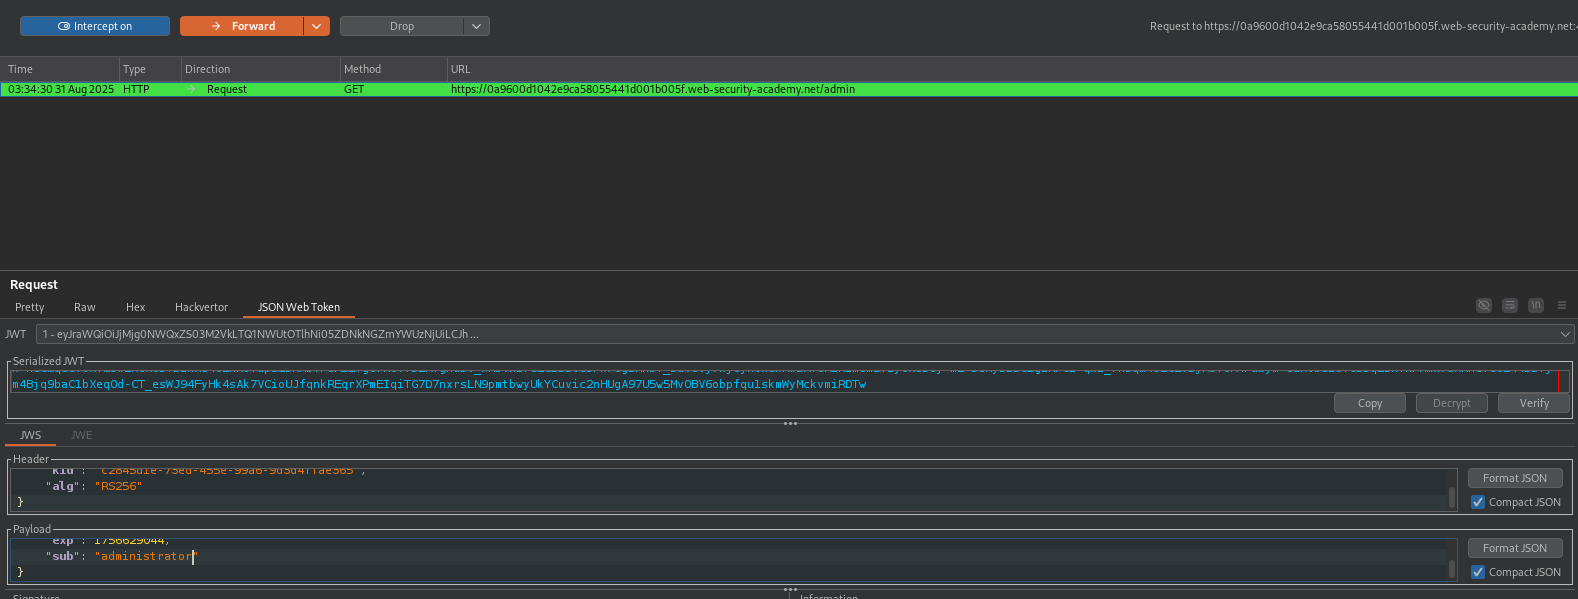 Intercept on
Forward
Drop
Request to https://0a9600d1042e9ca58055441d001b005f.web-security-academy.net:
Time Type Direction Method URL
03:34:30 31 Aug 2025 HTTP → Request GET https://0a9600d1042e9ca58055441d001b005f.web-security-academy.net/admin
Request
Pretty Raw Hex Hackvertor JSON Web Token
JWT 1 - eyJraWQiOiJjMjg0NWQxZS03M2VkLTQ1NWUtOTlhNi05ZDNkNGZmYWUzNjUiLCJh ...
Serialized JWT
m4Bjq9baC1bXeqOd-CT_esWJ94FyHk4sAk7VCioUJfqnkREqrXPmEIqiTG7D7nxrsLN9pmtbwyUkYCuvic2nHUgA97U5w5MvOBV6obpfqulskmWyMckvmiRDTw
Copy Decrypt Verify
JWS JWE
Header
"kid": "c2845d1e-73ed-455e-99a6-9d3d4ffae365",
"alg": "RS256"
}
Format JSON
Compact JSON
Payload
"exp": 1756629044,
"sub": "administrator"
}
Format JSON
Compact JSON
Signature
Information